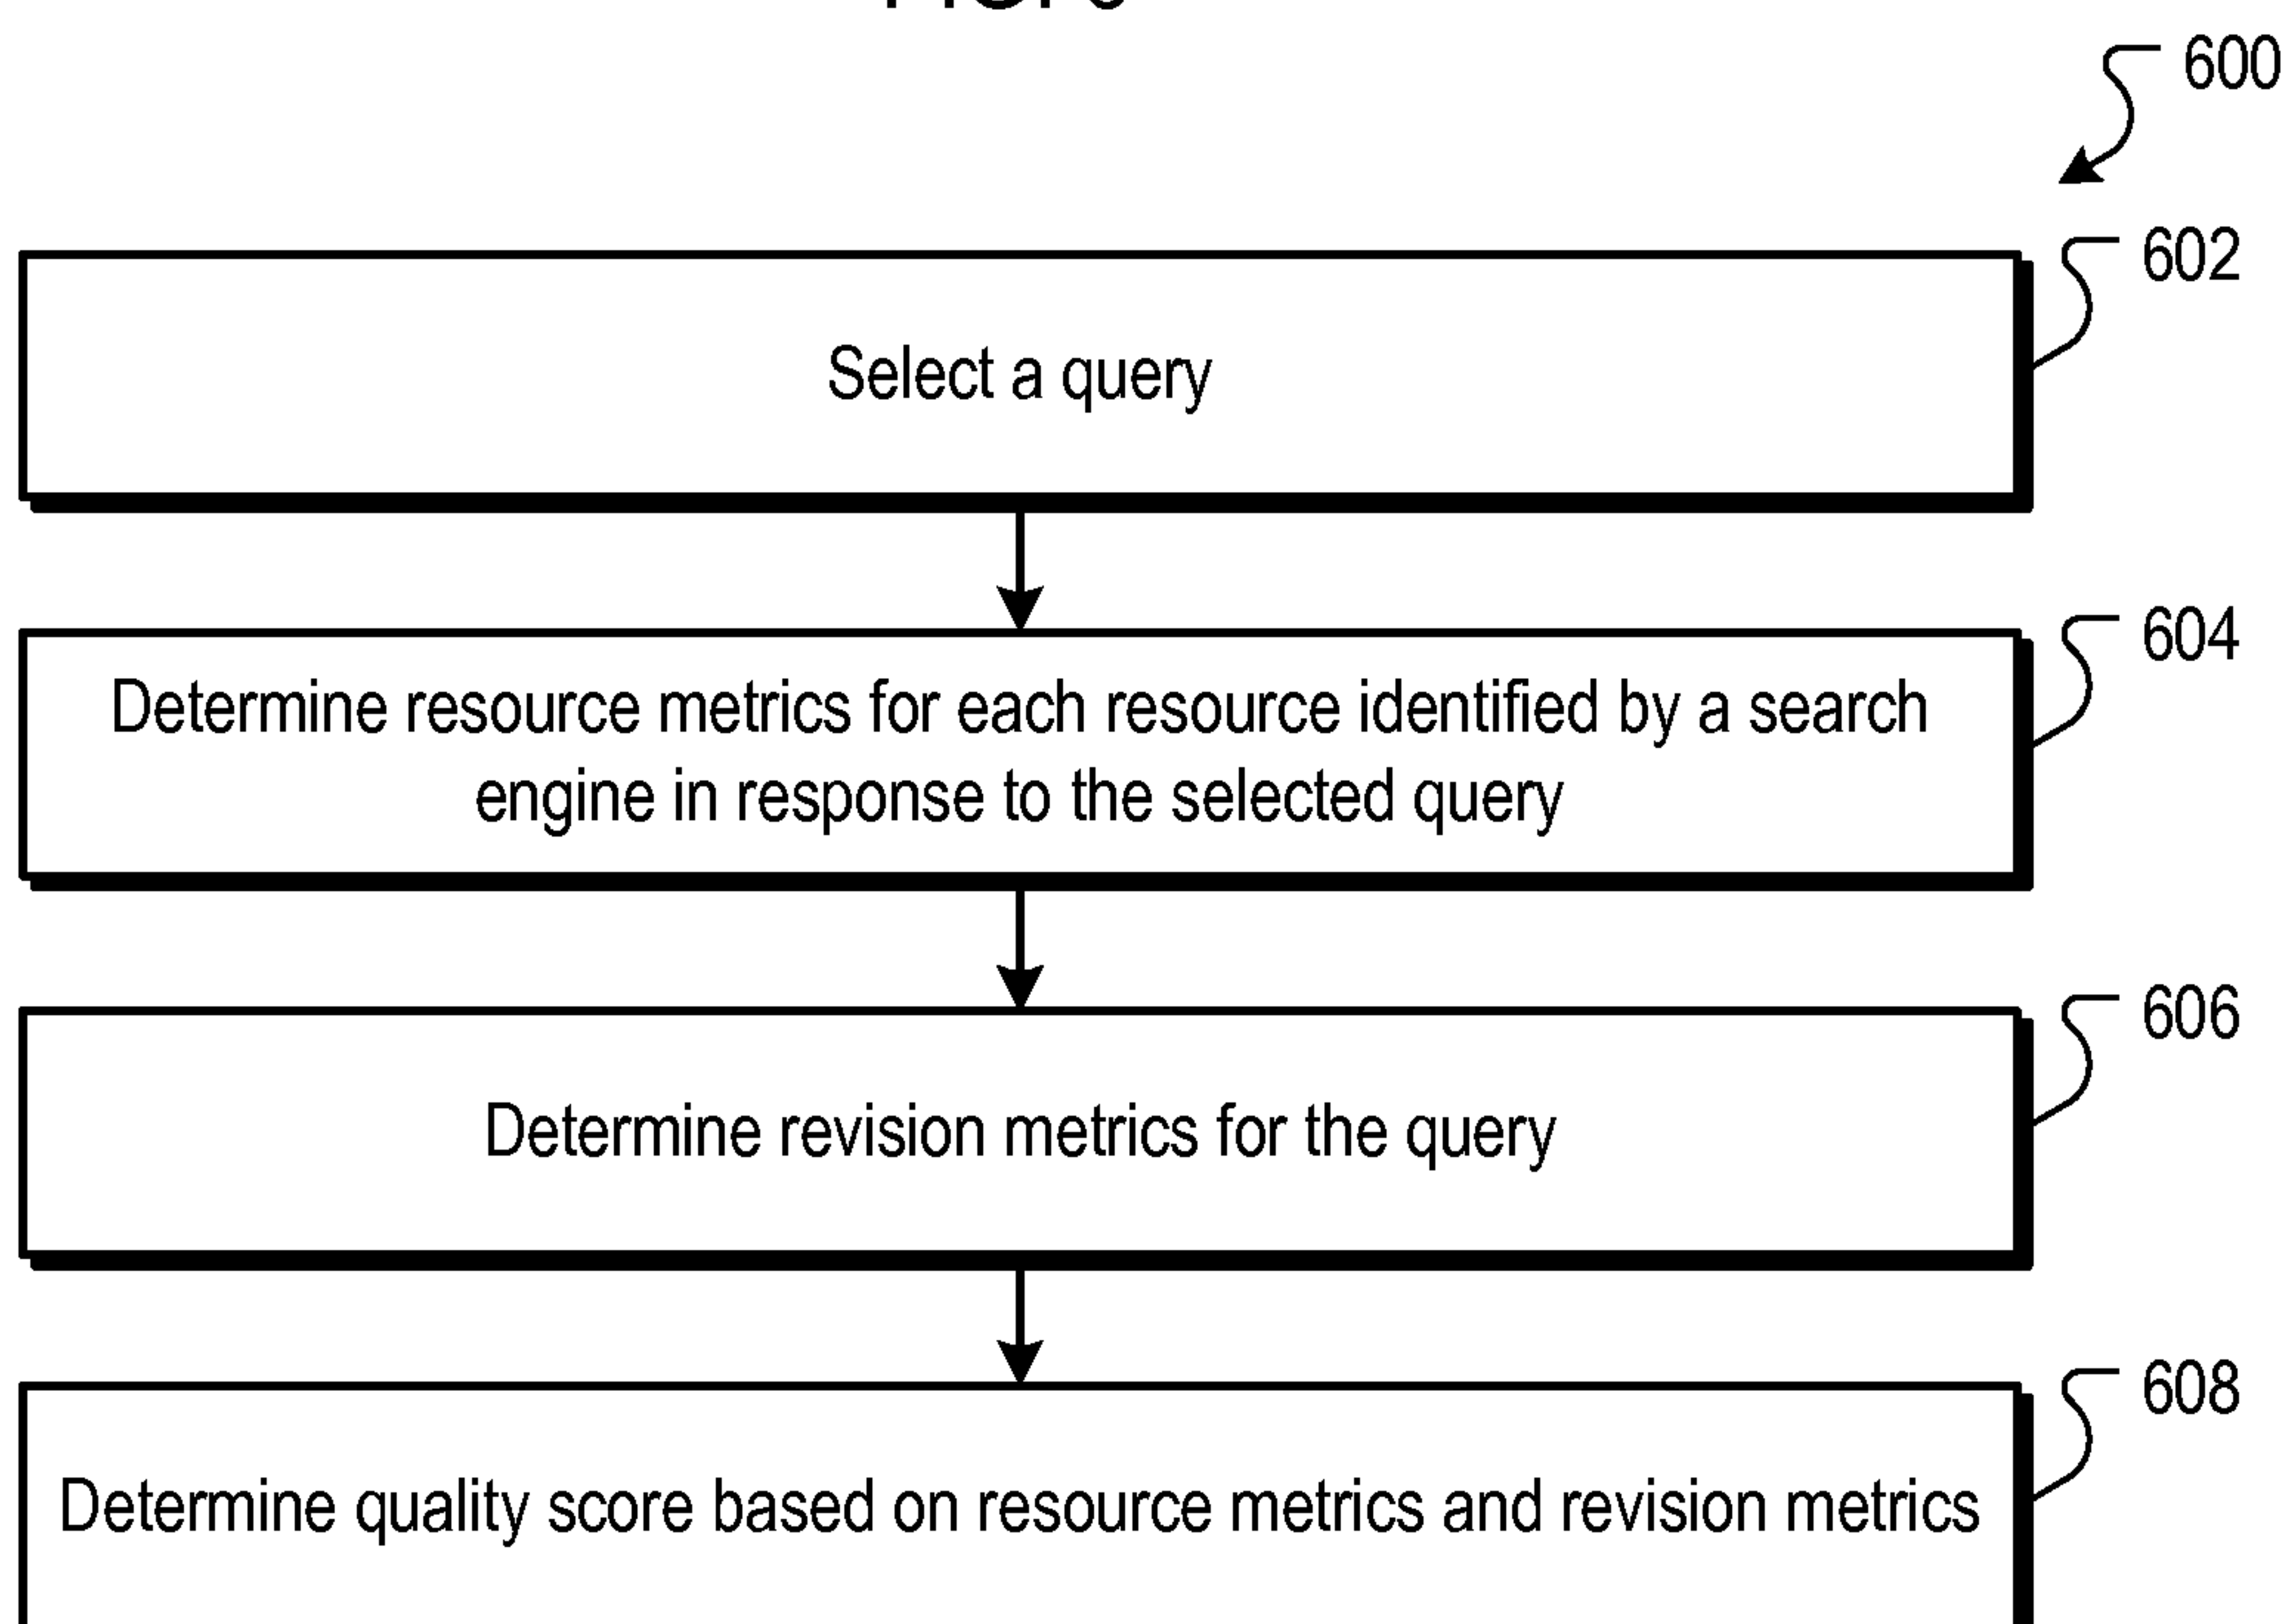 600
602
Select a query
604
Determine resource metrics for each resource identified by a search
engine in response to the selected query
606
Determine revision metrics for the query
608
Determine quality score based on resource metrics and revision metrics